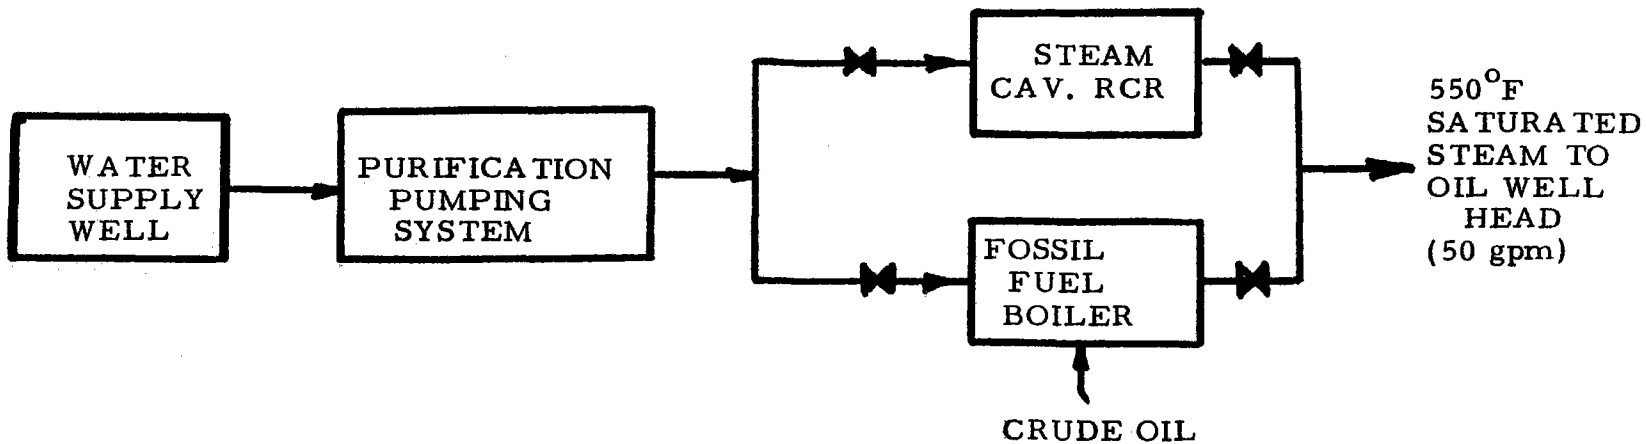 WATER
SUPPLY
WELL
PURIFICATION
PUMPING
SYSTEM
STEAM
CAV. RCR
FOSSIL
FUEL
BOILER
CRUDE OIL
550°F
SATURATED
STEAM TO
OIL WELL
HEAD
(50 gpm)